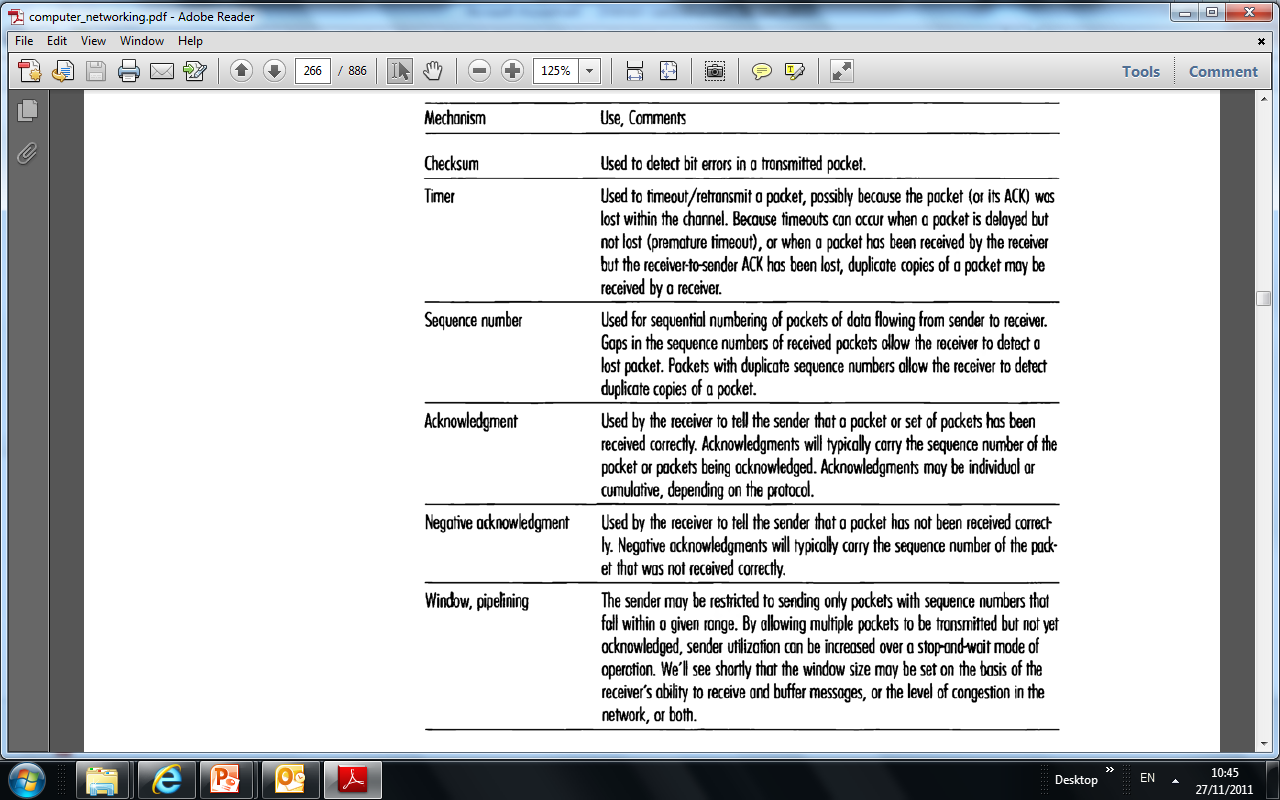 computer_networking.pdf - Adobe Reader
File Edit View Window Help
266 / 886 125% Tools Comment
Mechanism Use, Comments
Checksum Used to detect bit errors in a transmitted packet.
Timer Used to timeout/retransmit a packet, possibly because the packet (or its ACK) was
lost within the channel. Because timeouts can occur when a packet is delayed but
not lost (premature timeout), or when a packet has been received by the receiver
but the receiver-to-sender ACK has been lost, duplicate copies of a packet may be
received by a receiver.
Sequence number Used for sequential numbering of packets of data flowing from sender to receiver.
Gaps in the sequence numbers of received packets allow the receiver to detect a
lost packet. Packets with duplicate sequence numbers allow the receiver to detect
duplicate copies of a packet.
Acknowledgment Used by the receiver to tell the sender that a packet or set of packets has been
received correctly. Acknowledgments will typically carry the sequence number of the
packet or packets being acknowledged. Acknowledgments may be individual or
cumulative, depending on the protocol.
Negative acknowledgment Used by the receiver to tell the sender that a packet has not been received correct-
ly. Negative acknowledgments will typically carry the sequence number of the pack-
et that was not received correctly.
Window, pipelining The sender may be restricted to sending only packets with sequence numbers that
fall within a given range. By allowing multiple packets to be transmitted but not yet
acknowledged, sender utilization can be increased over a stop-and-wait mode of
operation. We'll see shortly that the window size may be set on the basis of the
receiver's ability to receive and buffer messages, or the level of congestion in the
network, or both.
Desktop » EN 10:45
27/11/2011